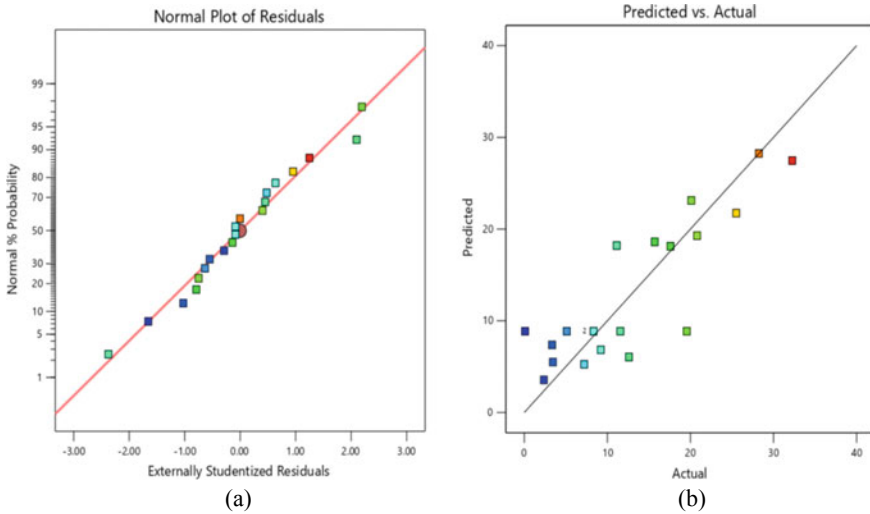 Normal Plot of Residuals
Normal % Probability
99
95
90
80
70
50
30
20
10
5
1
-3.00 -2.00 -1.00 0.00 1.00 2.00 3.00
Externally Studentized Residuals
(a)
Predicted vs. Actual
Predicted
40
30
20
10
0
2
0 10 20 30 40
Actual
(b)